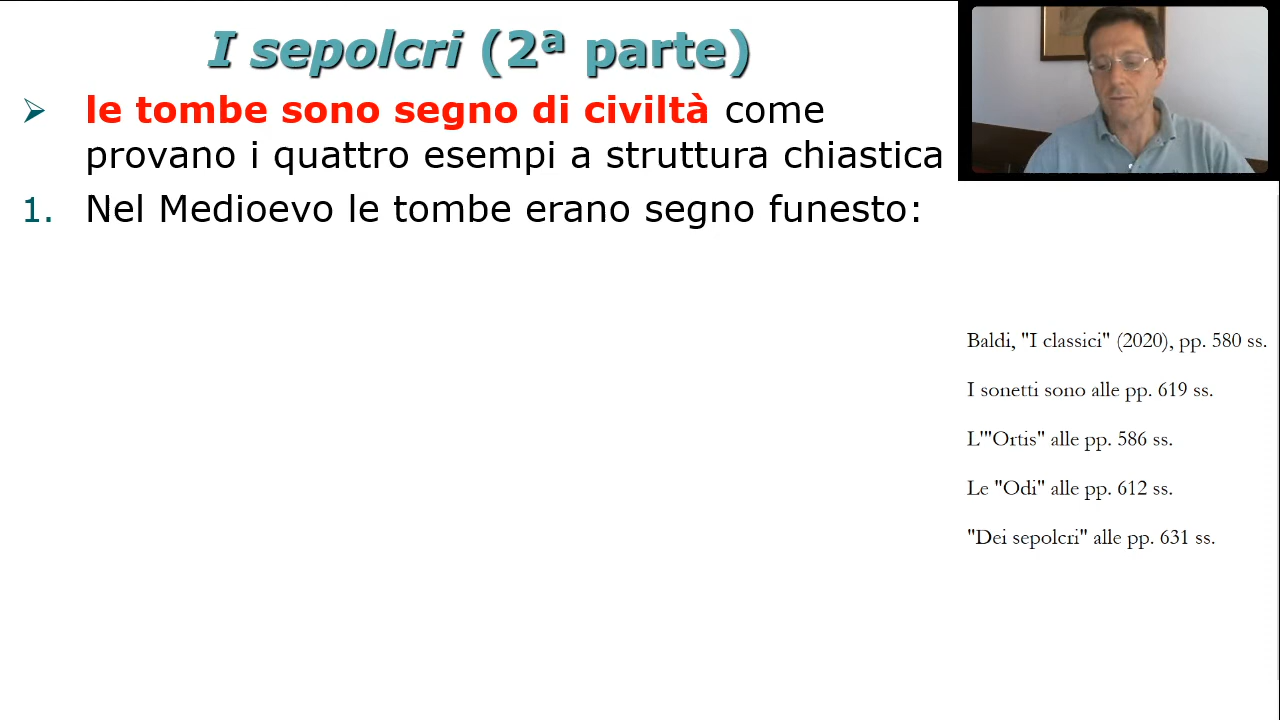 I sepolcri (2ª parte)
➢ le tombe sono segno di civiltà come
provano i quattro esempi a struttura chiastica
1. Nel Medioevo le tombe erano segno funesto:
Baldi, "I classici" (2020), pp. 580 ss.
I sonetti sono alle pp. 619 ss.
L'"Ortis" alle pp. 586 ss.
Le "Odi" alle pp. 612 ss.
"Dei sepolcri" alle pp. 631 ss.